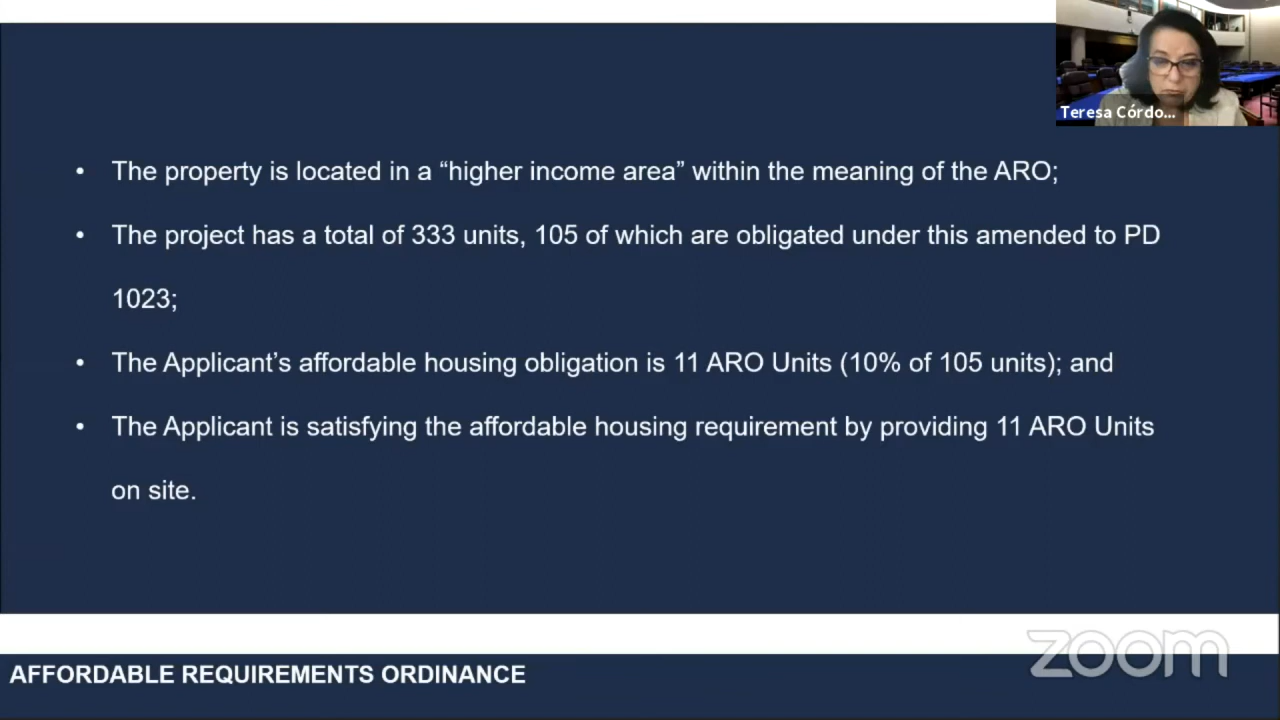 Teresa Córdo...
• The property is located in a “higher income area” within the meaning of the ARO;
• The project has a total of 333 units, 105 of which are obligated under this amended to PD
1023;
• The Applicant’s affordable housing obligation is 11 ARO Units (10% of 105 units); and
• The Applicant is satisfying the affordable housing requirement by providing 11 ARO Units
on site.
zoom
AFFORDABLE REQUIREMENTS ORDINANCE